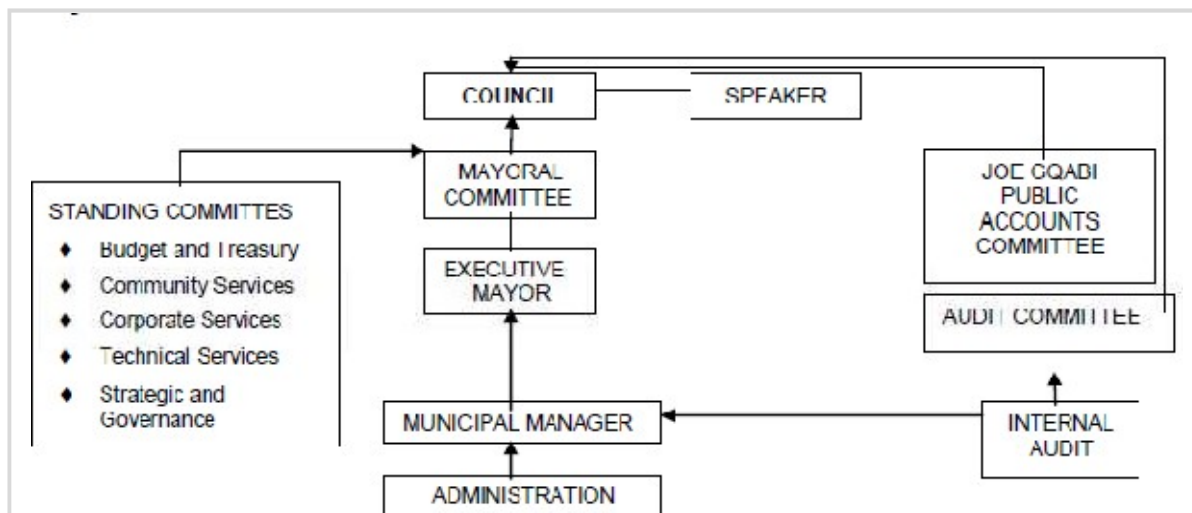 COUNCIL
SPEAKER
MAYORAL
COMMITTEE
JOE GQABI
PUBLIC
ACCOUNTS
COMMITTEE
STANDING COMMITTES
♦ Budget and Treasury
♦ Community Services
♦ Corporate Services
♦ Technical Services
♦ Strategic and
Governance
EXECUTIVE
MAYOR
AUDIT COMMITTEE
MUNICIPAL MANAGER
INTERNAL
AUDIT
ADMINISTRATION